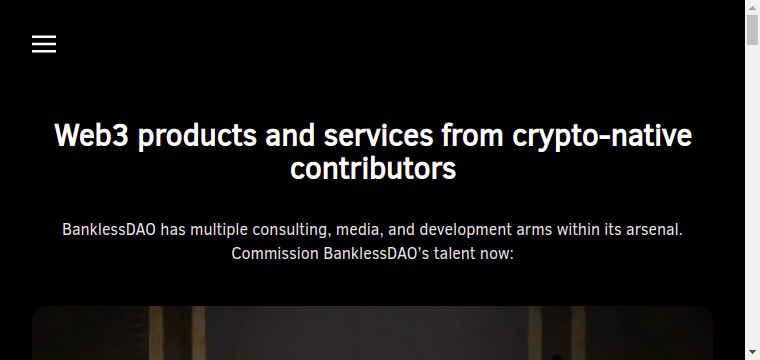 Web3 products and services from crypto-native
contributors
BanklessDAO has multiple consulting, media, and development arms within its arsenal.
Commission BanklessDAO's talent now: